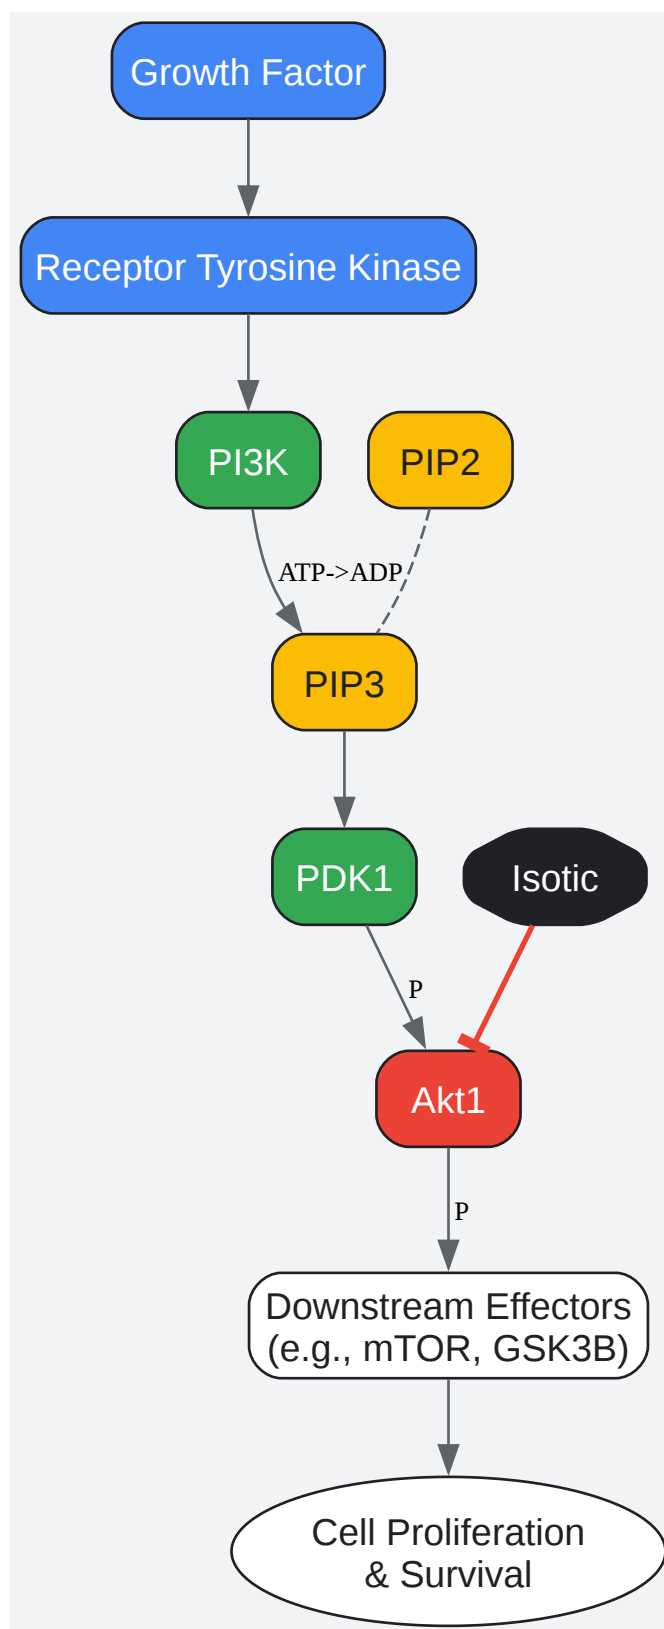 Growth Factor
Receptor Tyrosine Kinase
PI3K
PIP2
ATP->ADP
PIP3
PDK1
Isotic
P
Akt1
P
Downstream Effectors
(e.g., mTOR, GSK3B)
Cell Proliferation
& Survival